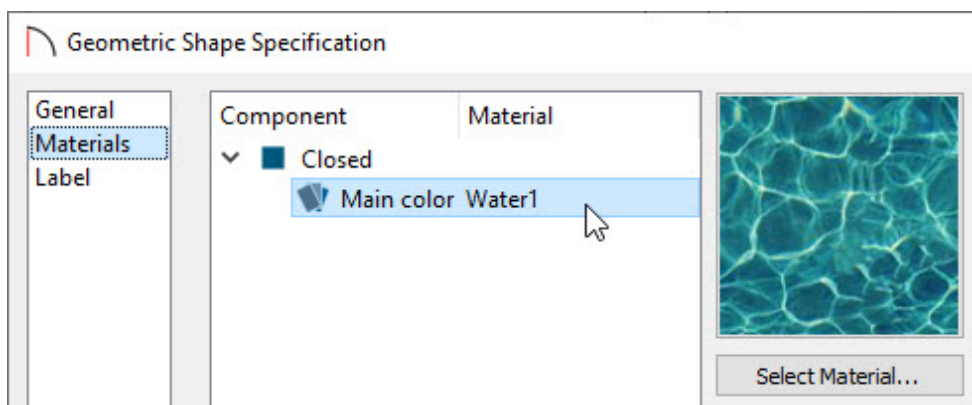 Geometric Shape Specification
General
Materials
Label
Component Material
Closed
Main color Water1
Select Material...